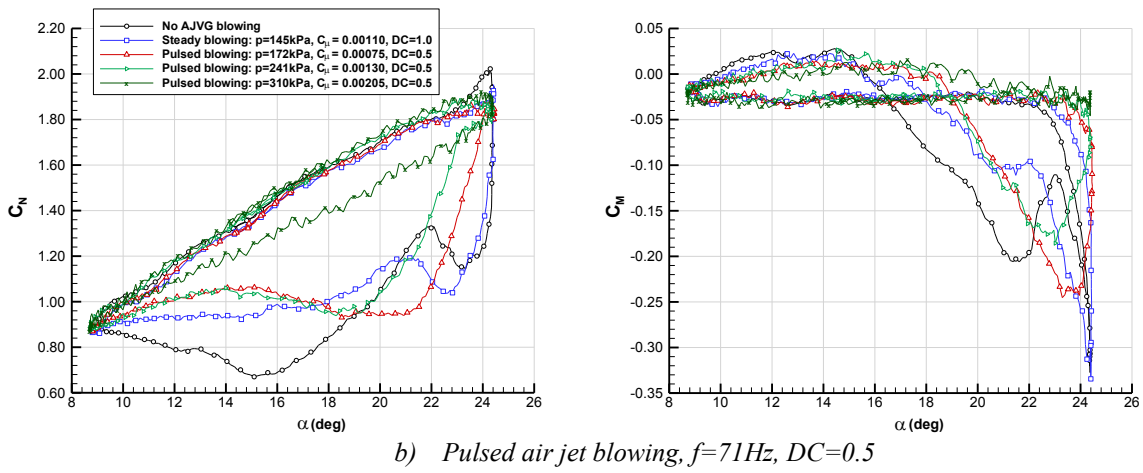 No AJVG blowing
Steady blowing: p=145kPa, Cμ = 0.00110, DC=1.0
Pulsed blowing: p=172kPa, Cμ = 0.00075, DC=0.5
Pulsed blowing: p=241kPa, Cμ = 0.00130, DC=0.5
Pulsed blowing: p=310kPa, Cμ = 0.00205, DC=0.5
2.20
2.00
1.80
1.60
1.40
1.20
1.00
0.80
0.60
CN
8 10 12 14 16 18 20 22 24 26
α (deg)
0.05
0.00
-0.05
-0.10
-0.15
-0.20
-0.25
-0.30
-0.35
CM
8 10 12 14 16 18 20 22 24 26
α (deg)
b) Pulsed air jet blowing, f=71Hz, DC=0.5